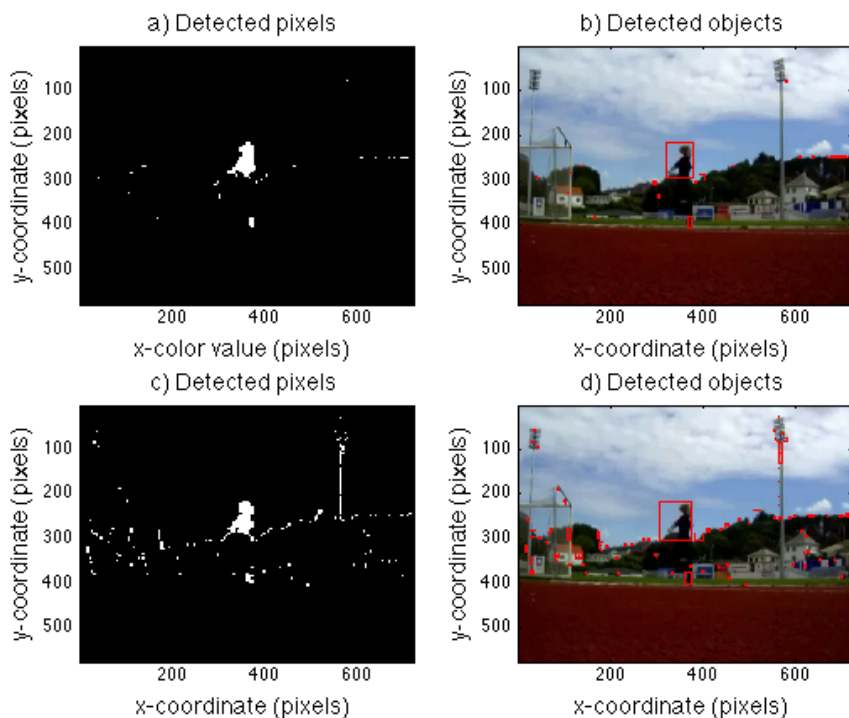 a) Detected pixels
y-coordinate (pixels)
100
200
300
400
500
200
400
600
x-color value (pixels)
b) Detected objects
y-coordinate (pixels)
100
200
300
400
500
200
400
600
x-coordinate (pixels)
c) Detected pixels
y-coordinate (pixels)
100
200
300
400
500
200
400
600
x-coordinate (pixels)
d) Detected objects
y-coordinate (pixels)
100
200
300
400
500
200
400
600
x-coordinate (pixels)